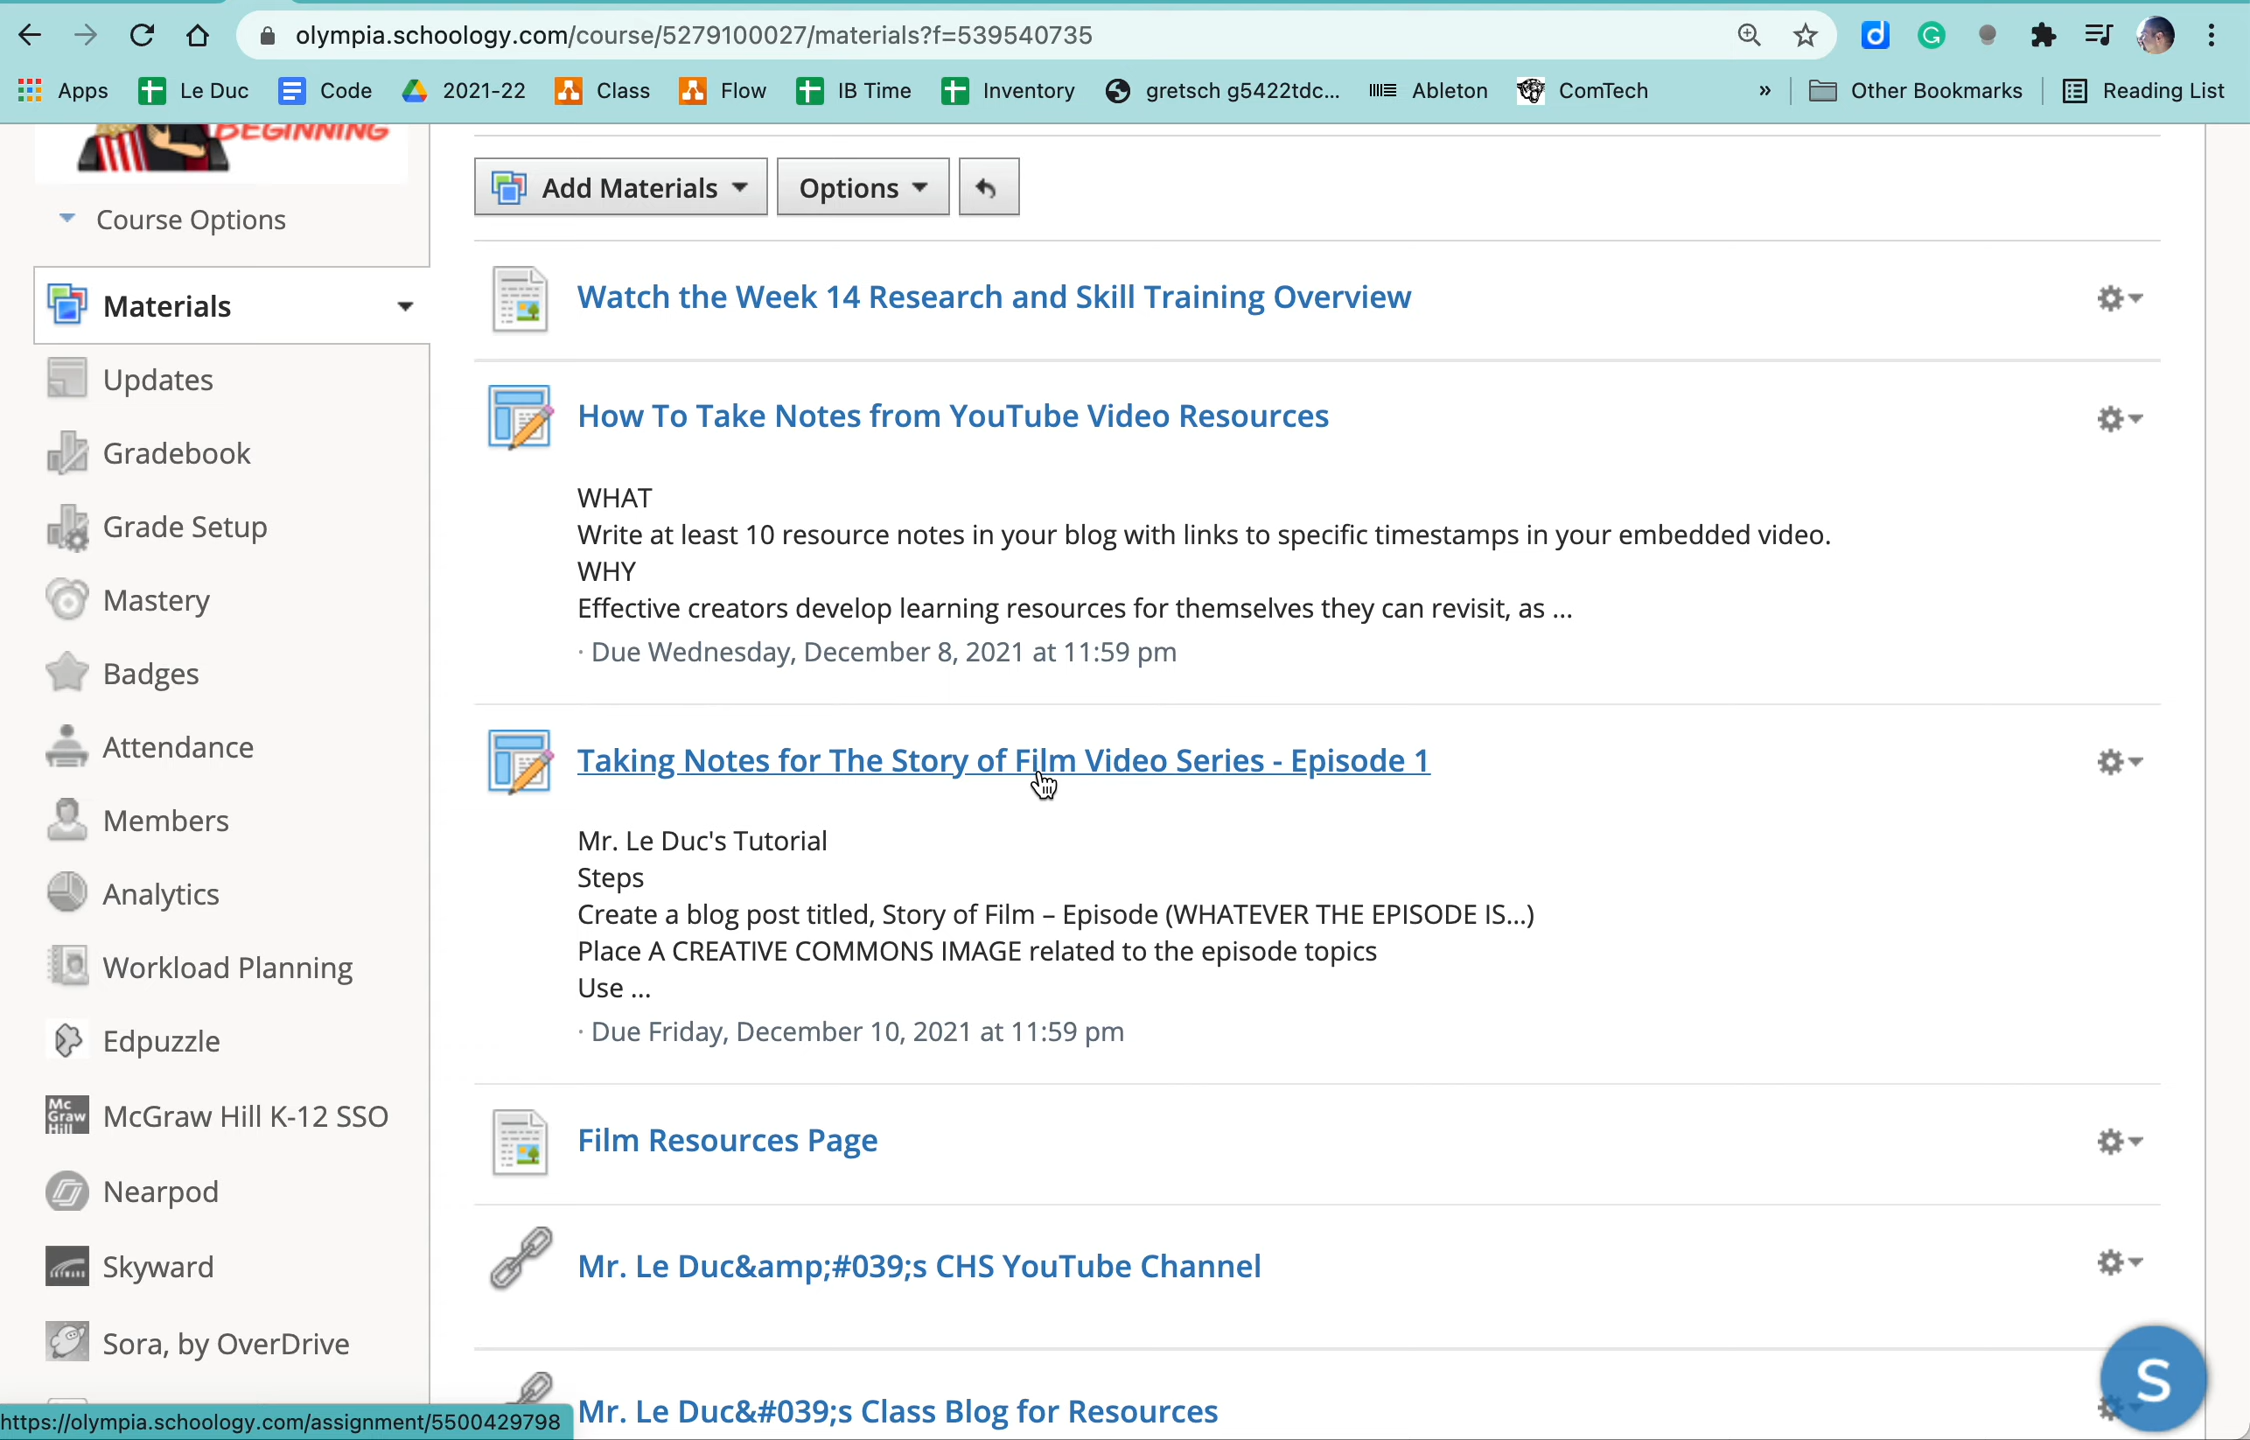 olympia.schoology.com/course/5279100027/materials?f=539540735
Apps Le Duc Code 2021-22 Class Flow IB Time Inventory gretsch g5422tdc... Ableton ComTech » Other Bookmarks Reading List
BEGINNING
Course Options
Materials
Updates
Gradebook
Grade Setup
Mastery
Badges
Attendance
Members
Analytics
Workload Planning
Edpuzzle
Mc Graw Hill
McGraw Hill K-12 SSO
Nearpod
Skyward
Sora, by OverDrive
https://olympia.schoology.com/assignment/5500429798
Add Materials Options
Watch the Week 14 Research and Skill Training Overview
How To Take Notes from YouTube Video Resources
WHAT
Write at least 10 resource notes in your blog with links to specific timestamps in your embedded video.
WHY
Effective creators develop learning resources for themselves they can revisit, as ...
· Due Wednesday, December 8, 2021 at 11:59 pm
Taking Notes for The Story of Film Video Series - Episode 1
Mr. Le Duc's Tutorial
Steps
Create a blog post titled, Story of Film – Episode (WHATEVER THE EPISODE IS...)
Place A CREATIVE COMMONS IMAGE related to the episode topics
Use ...
· Due Friday, December 10, 2021 at 11:59 pm
Film Resources Page
Mr. Le Duc&amp;#039;s CHS YouTube Channel
Mr. Le Duc&#039;s Class Blog for Resources
S